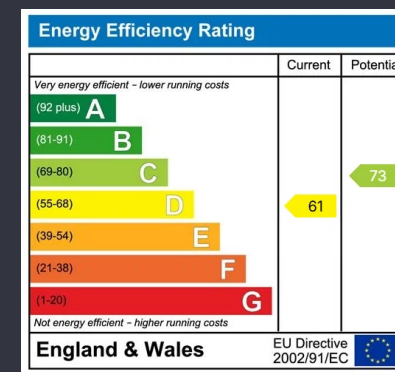 Energy Efficiency Rating
Current Potentia
Very energy efficient – lower running costs
(92 plus) A
(81-91) B
(69-80) C
73
(55-68) D
61
(39-54) E
(21-38) F
(1-20) G
Not energy efficient – higher running costs
England & Wales
EU Directive
2002/91/EC